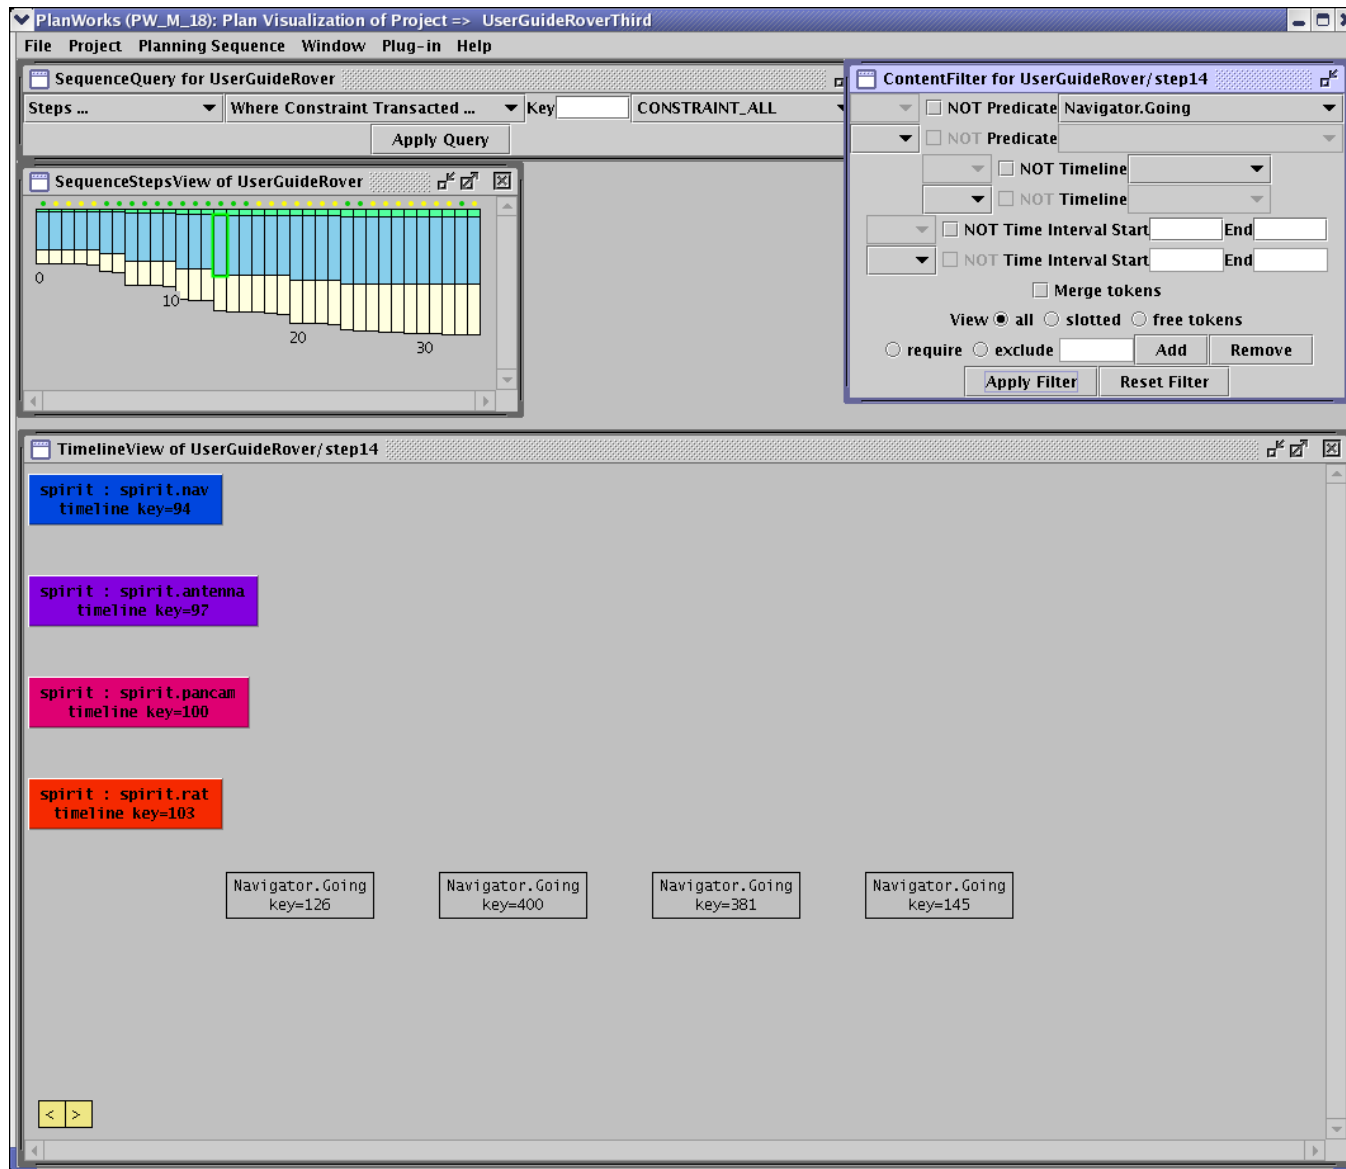 PlanWorks (PW_M_18): Plan Visualization of Project => UserGuideRoverThird
File Project Planning Sequence Window Plug-in Help
SequenceQuery for UserGuideRover
Steps ... Where Constraint Transacted ... Key CONSTRAINT_ALL
Apply Query
ContentFilter for UserGuideRover/step14
NOT Predicate Navigator.Going
NOT Predicate
NOT Timeline
NOT Timeline
NOT Time Interval Start End
NOT Time Interval Start End
Merge tokens
View all slotted free tokens
require exclude Add Remove
Apply Filter Reset Filter
SequenceStepsView of UserGuideRover
0
10
20
30
TimelineView of UserGuideRover/step14
spirit : spirit.nav
timeline key=94
spirit : spirit.antenna
timeline key=97
spirit : spirit.pancam
timeline key=100
spirit : spirit.rat
timeline key=103
Navigator.Going Navigator.Going Navigator.Going Navigator.Going
key=126 key=400 key=381 key=145
< >